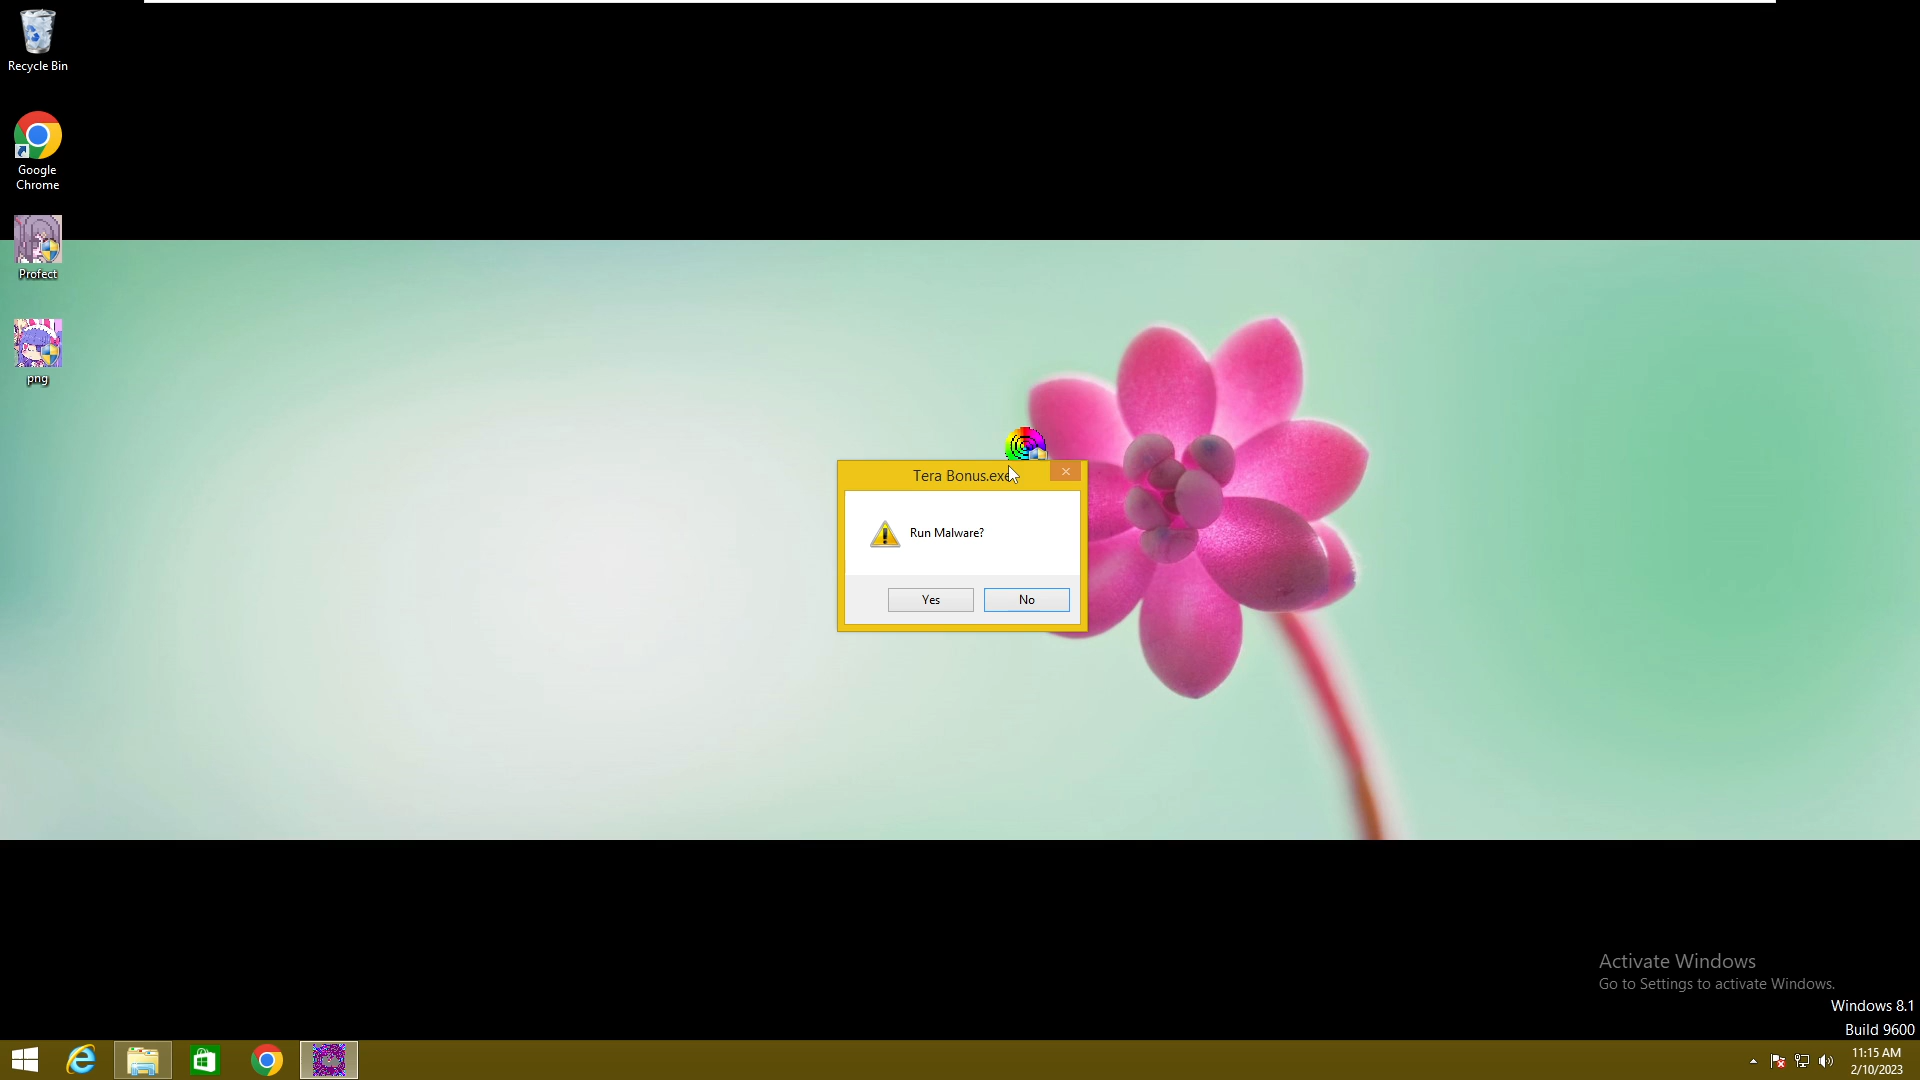 Recycle Bin
Google
Chrome
Profect
png
Tera Bonus.exe
Run Malware?
Yes
No
Activate Windows
Go to Settings to activate Windows.
Windows 8.1
Build 9600
11:15 AM
2/10/2023